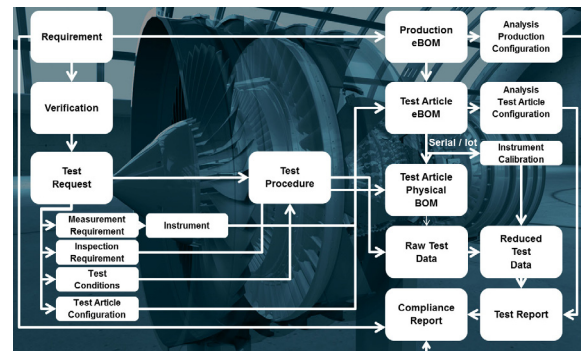 Requirement
Production
eBOM
Analysis
Production
Configuration
Verification
Test Article
eBOM
Analysis
Test Article
Configuration
Serial / lot
Test
Request
Test
Procedure
Test Article
Physical
BOM
Instrument
Calibration
Measurement
Requirement
Instrument
Inspection
Requirement
Raw Test
Data
Reduced
Test
Data
Test
Conditions
Test Article
Configuration
Compliance
Report
Test Report